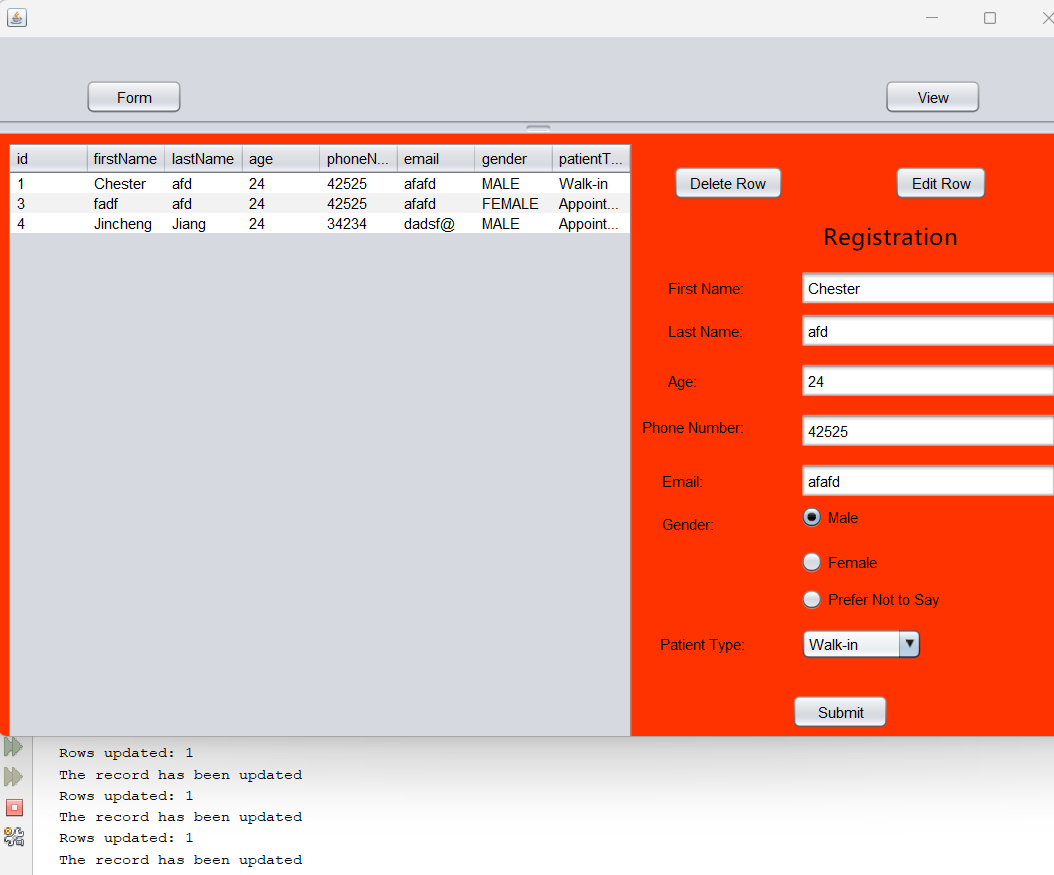 Form View
id firstName lastName age phoneN... email gender patientT...
1 Chester afd 24 42525 afafd MALE Walk-in
3 fadf afd 24 42525 afafd FEMALE Appoint...
4 Jincheng Jiang 24 34234 dadsf@ MALE Appoint...
Delete Row Edit Row
Registration
First Name: Chester
Last Name: afd
Age: 24
Phone Number: 42525
Email: afafd
Gender: Male
Female
Prefer Not to Say
Patient Type: Walk-in
Submit
Rows updated: 1
The record has been updated
Rows updated: 1
The record has been updated
Rows updated: 1
The record has been updated